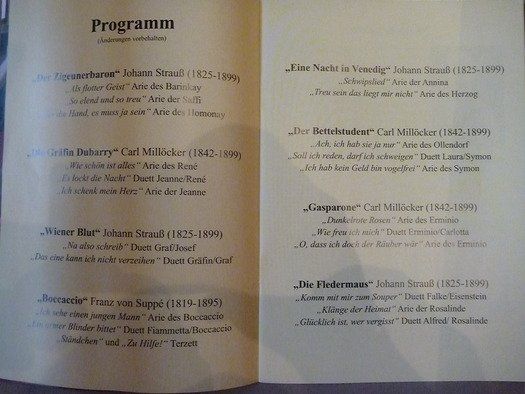 Programm
(Änderungen vorbehalten)
„Der Zigeunerbaron“ Johann Strauß (1825-1899)
„Als flotter Geist“ Arie des Barinkay
„So elend und so treu“ Arie der Saffi
die Hand, es muss ja sein“ Arie des Homonay
„Die Gräfin Dubarry“ Carl Millöcker (1842-1899)
„Wie schön ist alles“ Arie des René
„Es lockt die Nacht“ Duett Jeanne/René
„Ich schenk mein Herz“ Arie der Jeanne
„Wiener Blut“ Johann Strauß (1825-1899)
„Na also schreib“ Duett Graf/Josef
„Das eine kann ich nicht verzeihen“ Duett Gräfin/Graf
„Boccaccio“ Franz von Suppé (1819-1895)
„Ich sehe einen jungen Mann“ Arie des Boccaccio
„Ein armer Blinder bittet“ Duett Fiammetta/Boccaccio
„Ständchen“ und „Zu Hilfe!“ Terzett
„Eine Nacht in Venedig“ Johann Strauß (1825-1899)
„Schwipslied“ Arie der Annina
„Treu sein das liegt mir nicht“ Arie des Herzog
„Der Bettelstudent“ Carl Millöcker (1842-1899)
„Ach, ich hab sie ja nur“ Arie des Ollendorf
„Soll ich reden, darf ich schweigen“ Duett Laura/Symon
„Ich hab kein Geld bin vogelfrei“ Arie des Symon
„Gasparone“ Carl Millöcker (1842-1899)
„Dunkelrote Rosen“ Arie des Erminio
„Wie freu ich mich“ Duett Erminio/Carlotta
„O, dass ich doch der Räuber wär“ Arie des Erminio
„Die Fledermaus“ Johann Strauß (1825-1899)
„Komm mit mir zum Souper“ Duett Falke/Eisenstein
„Klänge der Heimat“ Arie der Rosalinde
„Glücklich ist, wer vergisst“ Duett Alfred/ Rosalinde